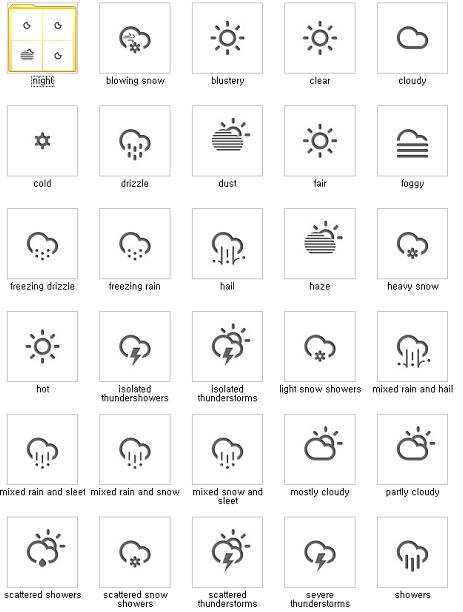 night
blowing snow
blustery
clear
cloudy
cold
drizzle
dust
fair
foggy
freezing drizzle
freezing rain
hail
haze
heavy snow
hot
isolated
thundershowers
isolated
thunderstorms
light snow showers
mixed rain and hail
mixed rain and sleet
mixed rain and snow
mixed snow and
sleet
mostly cloudy
partly cloudy
scattered showers
scattered snow
showers
scattered
thunderstorms
severe
thunderstorms
showers